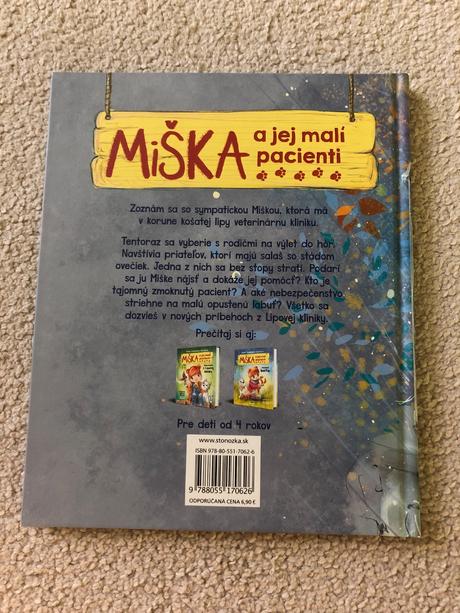 MiŠKA
a jej malí
pacienti
Zoznám sa so sympatickou Miškou, ktorá má
v korune košatej lipy veterinárnu kliniku.
Tentoraz sa vyberie s rodičmi na výlet do hôr.
Navštívia priateľov, ktorí majú salaš so stádom
ovečiek. Jedna z nich sa bez stopy stratí. Podarí
sa ju Miške nájsť a dokáže jej pomôcť? Kto je
tajomný zmoknutý pacient? A aké nebezpečenstvo
striehne na malú opustenú labuť? Všetko sa
dozvieš v nových príbehoch z Lipovej kliniky.
Prečítaj si aj:
MIŠKA
MIŠKA
Pre deti od 4 rokov
www.stonozka.sk
ISBN 978-80-551-7062-6
9 788055 170626
ODPORÚČANÁ CENA 6,90 €